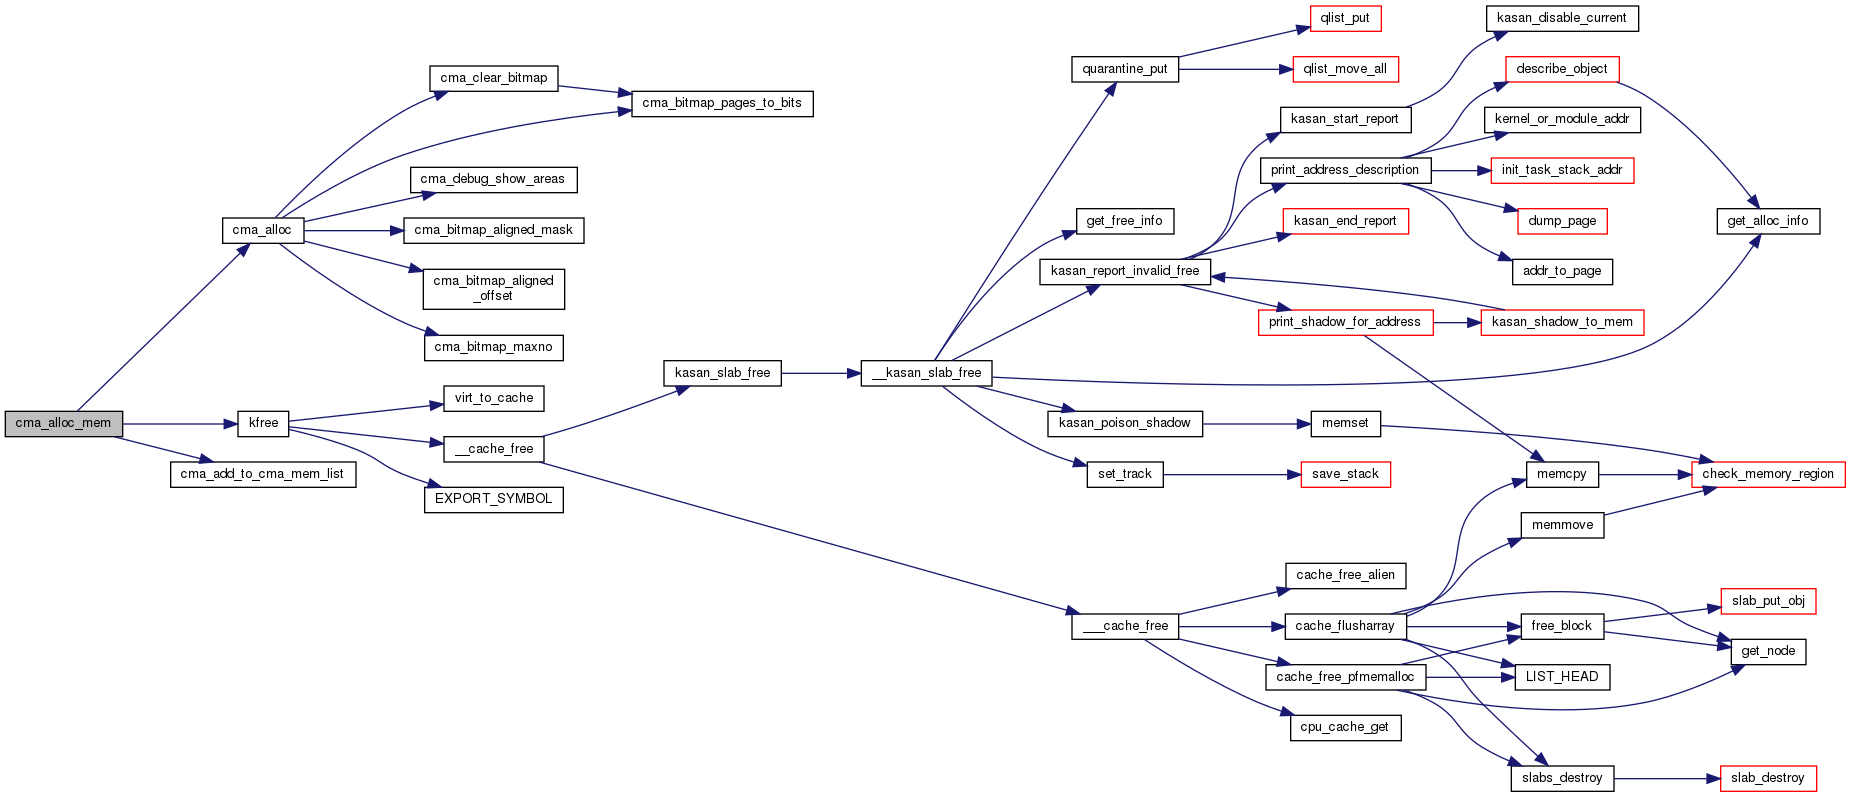 cma_alloc_mem
cma_alloc
kfree
cma_add_to_cma_mem_list
cma_clear_bitmap
cma_bitmap_pages_to_bits
cma_debug_show_areas
cma_bitmap_aligned_mask
cma_bitmap_aligned
_offset
cma_bitmap_maxno
virt_to_cache
__cache_free
EXPORT_SYMBOL
kasan_slab_free
__kasan_slab_free
quarantine_put
get_free_info
kasan_report_invalid_free
kasan_poison_shadow
set_track
___cache_free
qlist_put
qlist_move_all
kasan_start_report
print_address_description
kasan_end_report
print_shadow_for_address
memset
save_stack
cache_free_alien
cache_flusharray
cache_free_pfmemalloc
cpu_cache_get
kasan_disable_current
describe_object
kernel_or_module_addr
init_task_stack_addr
dump_page
addr_to_page
kasan_shadow_to_mem
memcpy
memmove
free_block
LIST_HEAD
slabs_destroy
get_alloc_info
check_memory_region
slab_put_obj
get_node
slab_destroy